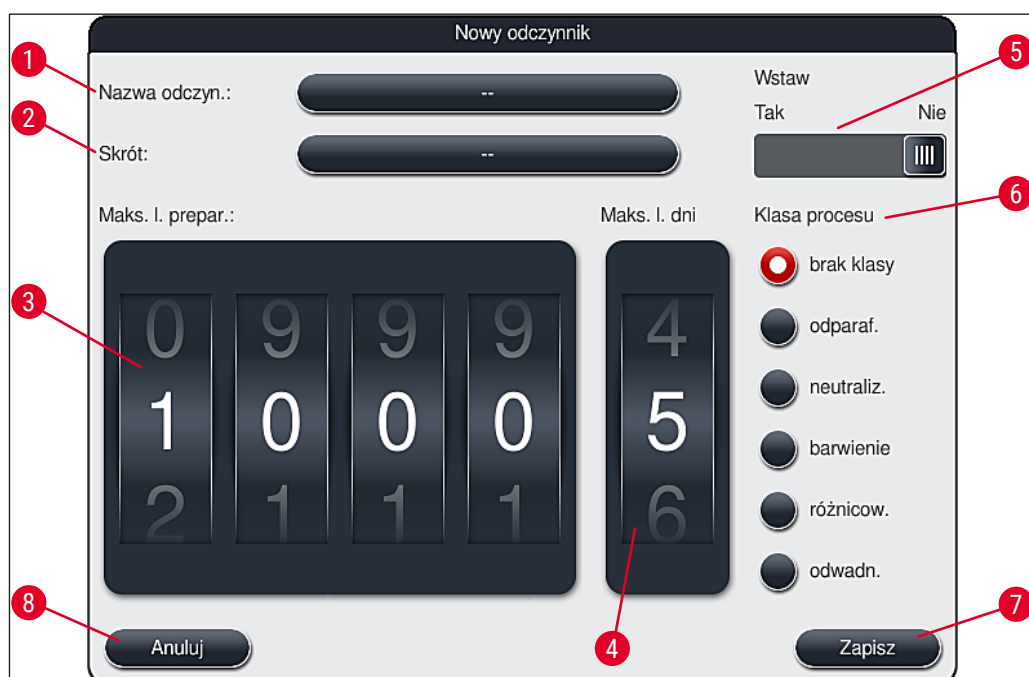 Nowy odczynnik
1
5
Nazwa odczyn.:
--
Wstaw
Tak
Nie
2
Skrót:
--
6
Maks. l. prepar.:
Maks. l. dni
Klasa procesu
brak klasy
3
0 9 9 9
4
odparaf.
1 0 0 0
5
neutraliz.
barwienie
2 1 1 1
6
różnicow.
odwadn.
8
4
7
Anuluj
Zapisz